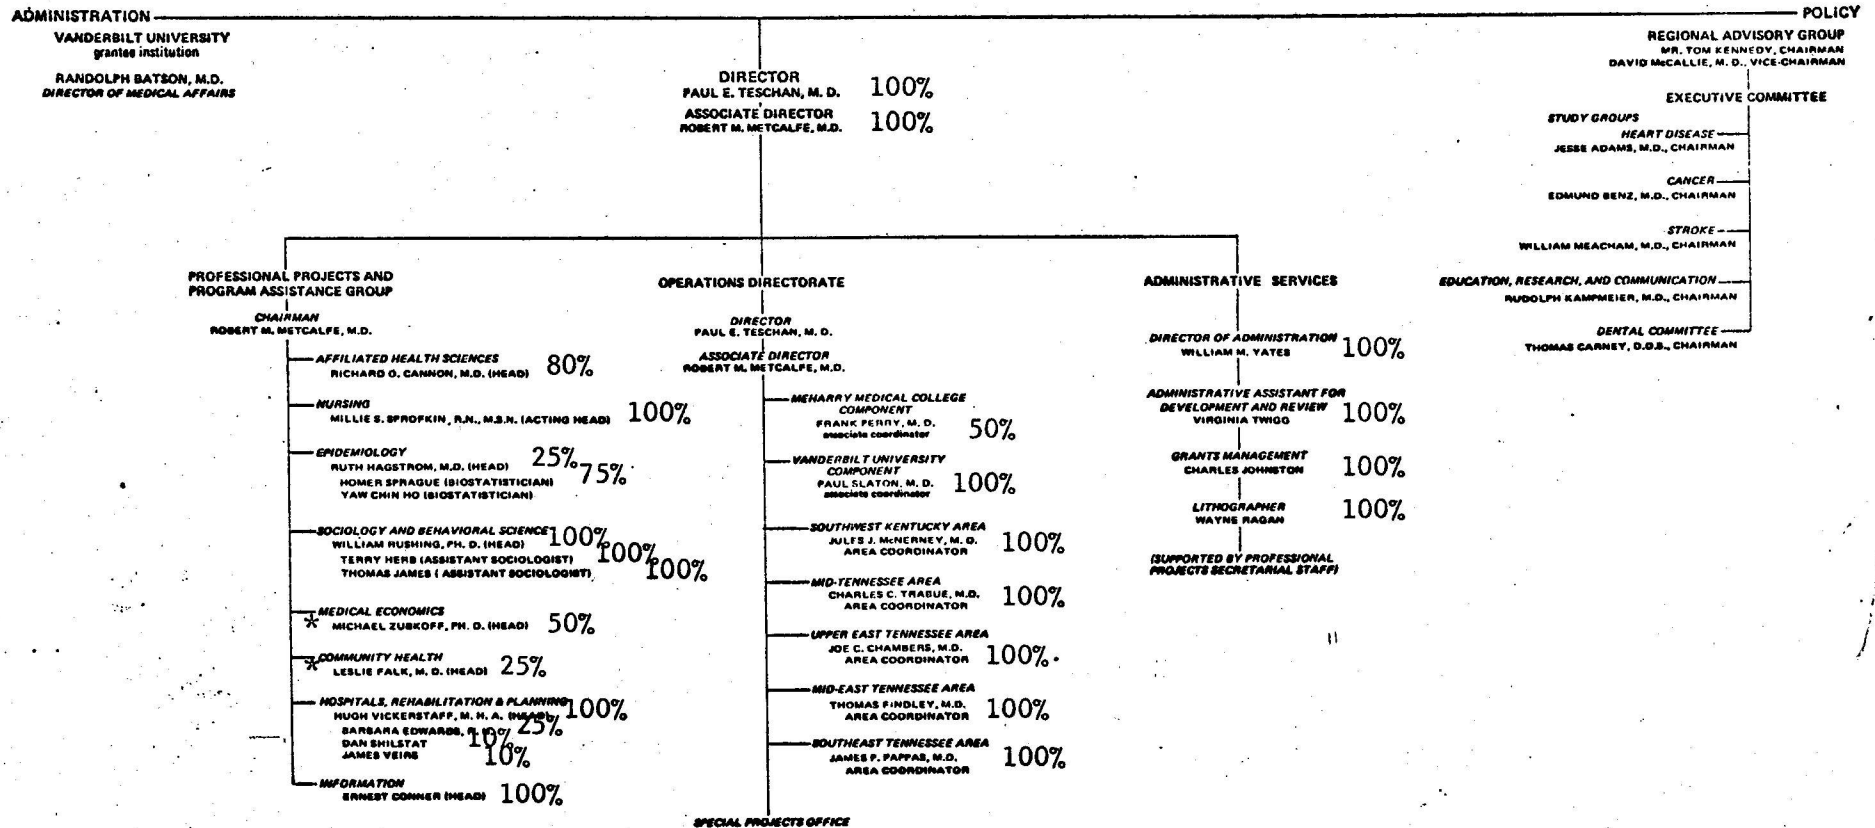 ADMINISTRATION
POLICY
VANDERBILT UNIVERSITY
grantee institution
RANDOLPH BATSON, M.D.
DIRECTOR OF MEDICAL AFFAIRS
DIRECTOR
PAUL E. TESCHAN, M. D. 100%
ASSOCIATE DIRECTOR
ROBERT M. METCALFE, M.D. 100%
REGIONAL ADVISORY GROUP
MR. TOM KENNEDY, CHAIRMAN
DAVID McCALLIE, M. D., VICE-CHAIRMAN
EXECUTIVE COMMITTEE
STUDY GROUPS
HEART DISEASE
JESSE ADAMS, M.D., CHAIRMAN
CANCER
EDMUND BENZ, M.D., CHAIRMAN
STROKE
WILLIAM MEACHAM, M.D., CHAIRMAN
EDUCATION, RESEARCH, AND COMMUNICATION
RUDOLPH KAMPMEIER, M.D., CHAIRMAN
DENTAL COMMITTEE
THOMAS CARNEY, D.D.S., CHAIRMAN
PROFESSIONAL PROJECTS AND
PROGRAM ASSISTANCE GROUP
CHAIRMAN
ROBERT M. METCALFE, M.D.
AFFILIATED HEALTH SCIENCES
RICHARD O. CANNON, M.D. (HEAD) 80%
NURSING
MILLIE S. SPROFKIN, R.N., M.S.N. (ACTING HEAD) 100%
EPIDEMIOLOGY
RUTH HAGSTROM, M.D. (HEAD) 25%
HOMER SPRAGUE (BIOSTATISTICIAN) 75%
YAW CHIN HO (BIOSTATISTICIAN)
SOCIOLOGY AND BEHAVIORAL SCIENCE
WILLIAM RUSHING, PH. D. (HEAD) 100%
TERRY HERB (ASSISTANT SOCIOLOGIST) 100%
THOMAS JAMES ( ASSISTANT SOCIOLOGIST) 100%
MEDICAL ECONOMICS
* MICHAEL ZUBKOFF, PH. D. (HEAD) 50%
*COMMUNITY HEALTH
LESLIE FALK, M. D. (HEAD) 25%
HOSPITALS, REHABILITATION & PLANNING
HUGH VICKERSTAFF, M. H. A. (HEAD) 100%
BARBARA EDWARDS, 25%
DAN SHILSTAT 10%
JAMES VEIRS 10%
INFORMATION
ERNEST CONNER (HEAD) 100%
OPERATIONS DIRECTORATE
DIRECTOR
PAUL E. TESCHAN, M. D.
ASSOCIATE DIRECTOR
ROBERT M. METCALFE, M.D.
MEHARRY MEDICAL COLLEGE
COMPONENT
FRANK PERRY, M. D.
associate coordinator 50%
VANDERBILT UNIVERSITY
COMPONENT
PAUL SLATON, M. D.
associate coordinator 100%
SOUTHWEST KENTUCKY AREA
JULES J. McNERNEY, M. D.
AREA COORDINATOR 100%
MID-TENNESSEE AREA
CHARLES C. TRABUE, M.D.
AREA COORDINATOR 100%
UPPER EAST TENNESSEE AREA
JOE C. CHAMBERS, M.D.
AREA COORDINATOR 100%
MID-EAST TENNESSEE AREA
THOMAS FINDLEY, M.D.
AREA COORDINATOR 100%
SOUTHEAST TENNESSEE AREA
JAMES P. PAPPAS, M.D.
AREA COORDINATOR 100%
SPECIAL PROJECTS OFFICE
ADMINISTRATIVE SERVICES
DIRECTOR OF ADMINISTRATION
WILLIAM M. YATES 100%
ADMINISTRATIVE ASSISTANT FOR
DEVELOPMENT AND REVIEW
VIRGINIA TWIGG 100%
GRANTS MANAGEMENT
CHARLES JOHNSTON 100%
LITHOGRAPHER
WAYNE RAGAN 100%
(SUPPORTED BY PROFESSIONAL
PROJECTS SECRETARIAL STAFF)